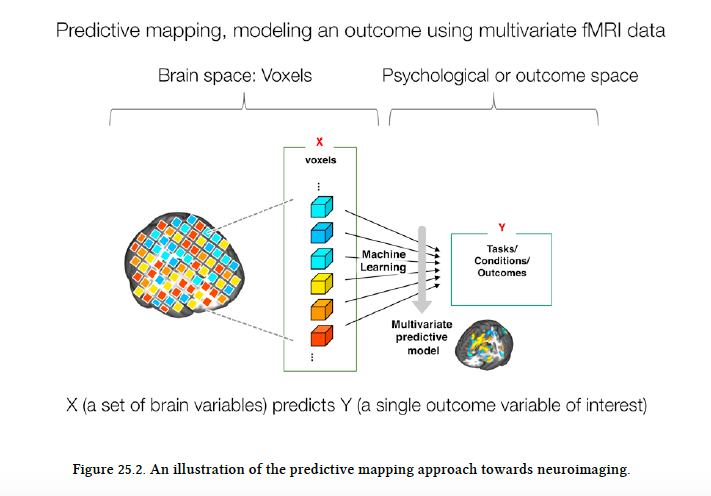 Predictive mapping, modeling an outcome using multivariate fMRI data
Brain space: Voxels
Psychological or outcome space
X
voxels
...
Machine
Learning
Y
Tasks/
Conditions/
Outcomes
Multivariate
predictive
model
...
X (a set of brain variables) predicts Y (a single outcome variable of interest)
Figure 25.2. An illustration of the predictive mapping approach towards neuroimaging.